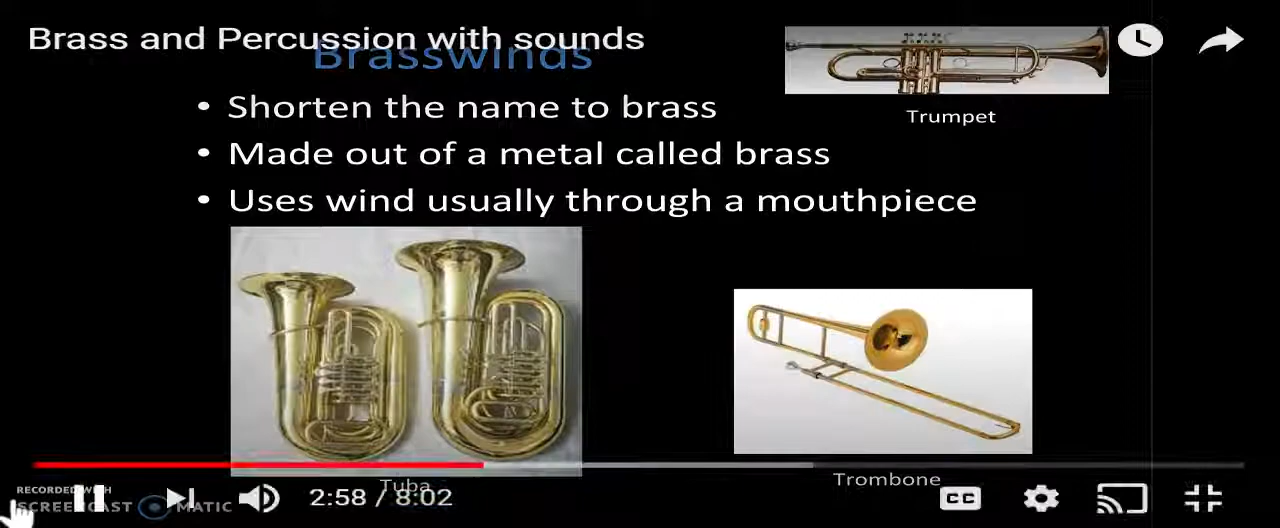 Brass and Percussion with sounds
Brasswinds
• Shorten the name to brass
• Made out of a metal called brass
• Uses wind usually through a mouthpiece
Trumpet
Tuba
Trombone
RECORDED WITH
SCREENCAST MATIC
2:58 / 8:02
CC